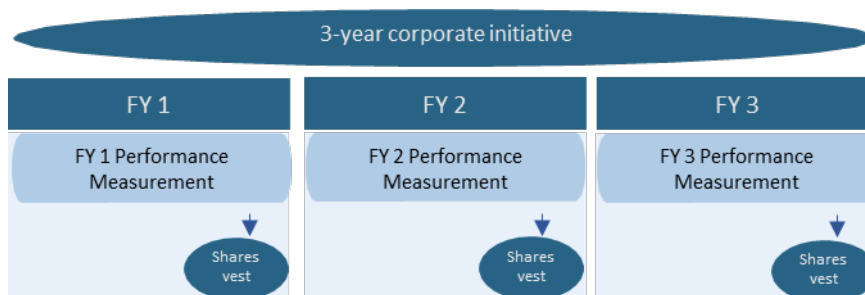 3-year corporate initiative
FY 1
FY 2
FY 3
FY 1 Performance
Measurement
FY 2 Performance
Measurement
FY 3 Performance
Measurement
Shares
vest
Shares
vest
Shares
vest